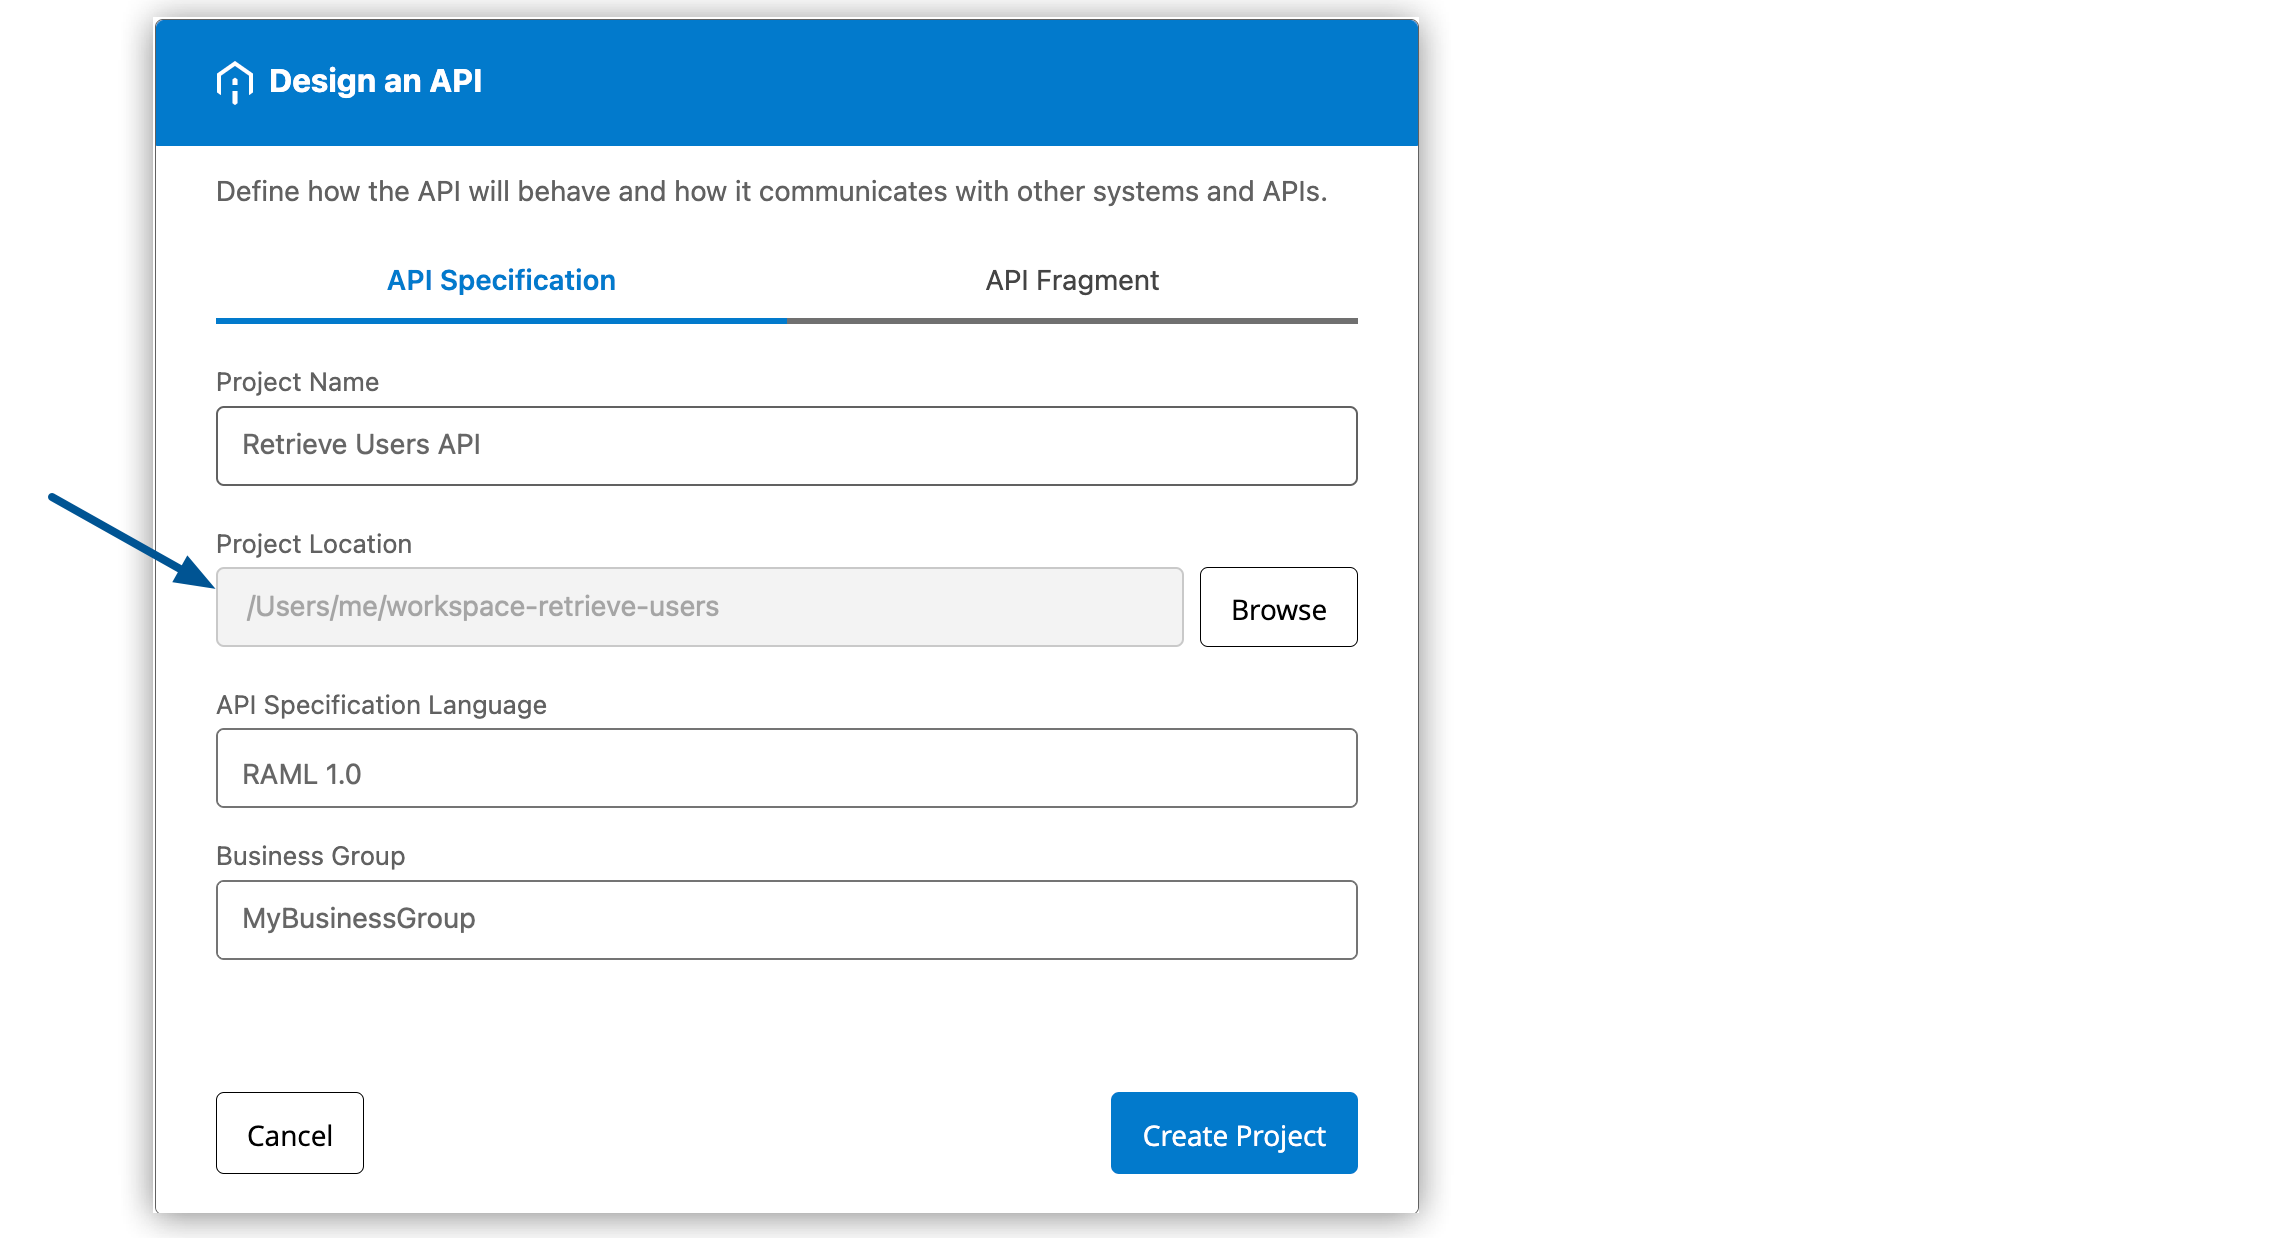 Design an API
Define how the API will behave and how it communicates with other systems and APIs.
API Specification
API Fragment
Project Name
Retrieve Users API
Project Location
/Users/me/workspace-retrieve-users
Browse
API Specification Language
RAML 1.0
Business Group
MyBusinessGroup
Cancel
Create Project